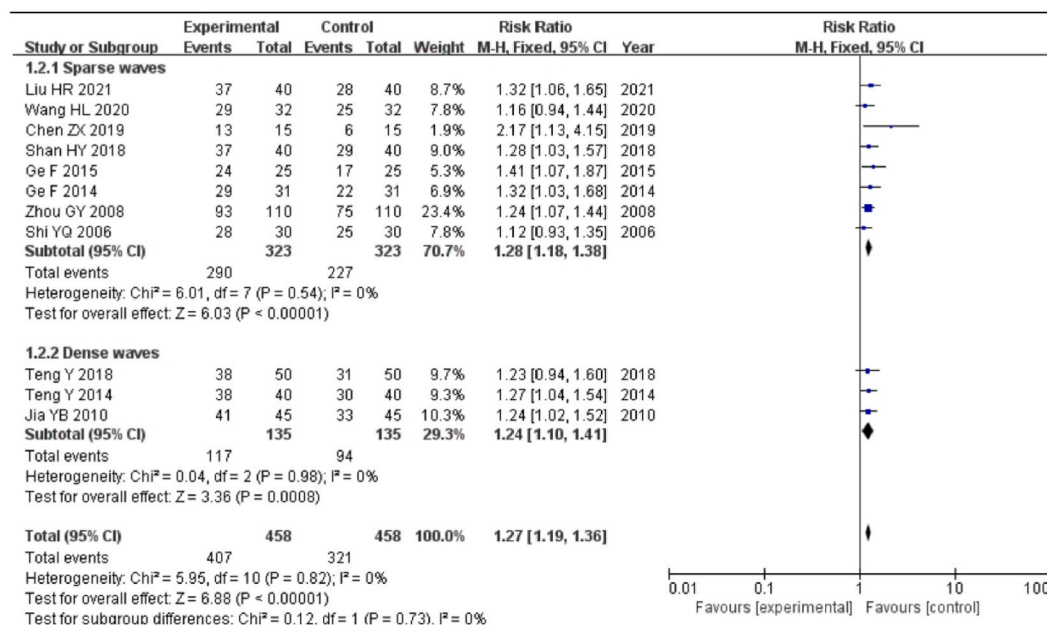 Experimental Control Risk Ratio Risk Ratio
Study or Subgroup Events Total Events Total Weight M-H, Fixed, 95% CI Year M-H, Fixed, 95% CI
1.2.1 Sparse waves
Liu HR 2021 37 40 28 40 8.7% 1.32 [1.06, 1.65] 2021
Wang HL 2020 29 32 25 32 7.8% 1.16 [0.94, 1.44] 2020
Chen ZX 2019 13 15 6 15 1.9% 2.17 [1.13, 4.15] 2019
Shan HY 2018 37 40 29 40 9.0% 1.28 [1.03, 1.57] 2018
Ge F 2015 24 25 17 25 5.3% 1.41 [1.07, 1.87] 2015
Ge F 2014 29 31 22 31 6.9% 1.32 [1.03, 1.68] 2014
Zhou GY 2008 93 110 75 110 23.4% 1.24 [1.07, 1.44] 2008
Shi YQ 2006 28 30 25 30 7.8% 1.12 [0.93, 1.35] 2006
Subtotal (95% CI) 323 323 70.7% 1.28 [1.18, 1.38]
Total events 290 227
Heterogeneity: Chi² = 6.01, df = 7 (P = 0.54); I² = 0%
Test for overall effect: Z = 6.03 (P < 0.00001)
1.2.2 Dense waves
Teng Y 2018 38 50 31 50 9.7% 1.23 [0.94, 1.60] 2018
Teng Y 2014 38 40 30 40 9.3% 1.27 [1.04, 1.54] 2014
Jia YB 2010 41 45 33 45 10.3% 1.24 [1.02, 1.52] 2010
Subtotal (95% CI) 135 135 29.3% 1.24 [1.10, 1.41]
Total events 117 94
Heterogeneity: Chi² = 0.04, df = 2 (P = 0.98); I² = 0%
Test for overall effect: Z = 3.36 (P = 0.0008)
Total (95% CI) 458 458 100.0% 1.27 [1.19, 1.36]
Total events 407 321
Heterogeneity: Chi² = 5.95, df = 10 (P = 0.82); I² = 0%
Test for overall effect: Z = 6.88 (P < 0.00001)
Test for subgroup differences: Chi² = 0.12, df = 1 (P = 0.73), I² = 0%
0.01 0.1 1 10 100
Favours [experimental] Favours [control]